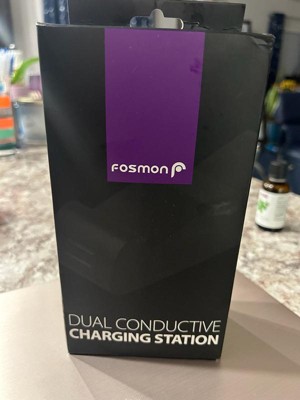 FOSMON
DUAL CONDUCTIVE
CHARGING STATION